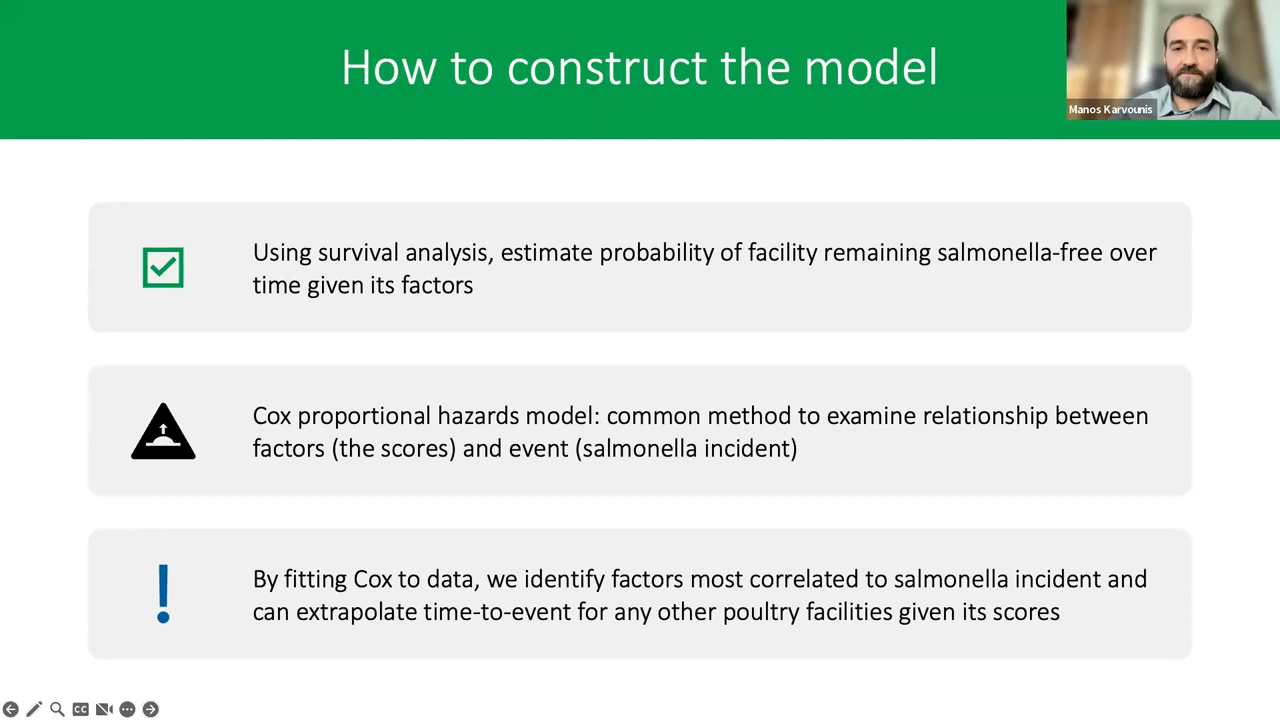 How to construct the model
Manos Karvounis
Using survival analysis, estimate probability of facility remaining salmonella-free over
time given its factors
Cox proportional hazards model: common method to examine relationship between
factors (the scores) and event (salmonella incident)
By fitting Cox to data, we identify factors most correlated to salmonella incident and
can extrapolate time-to-event for any other poultry facilities given its scores
CC